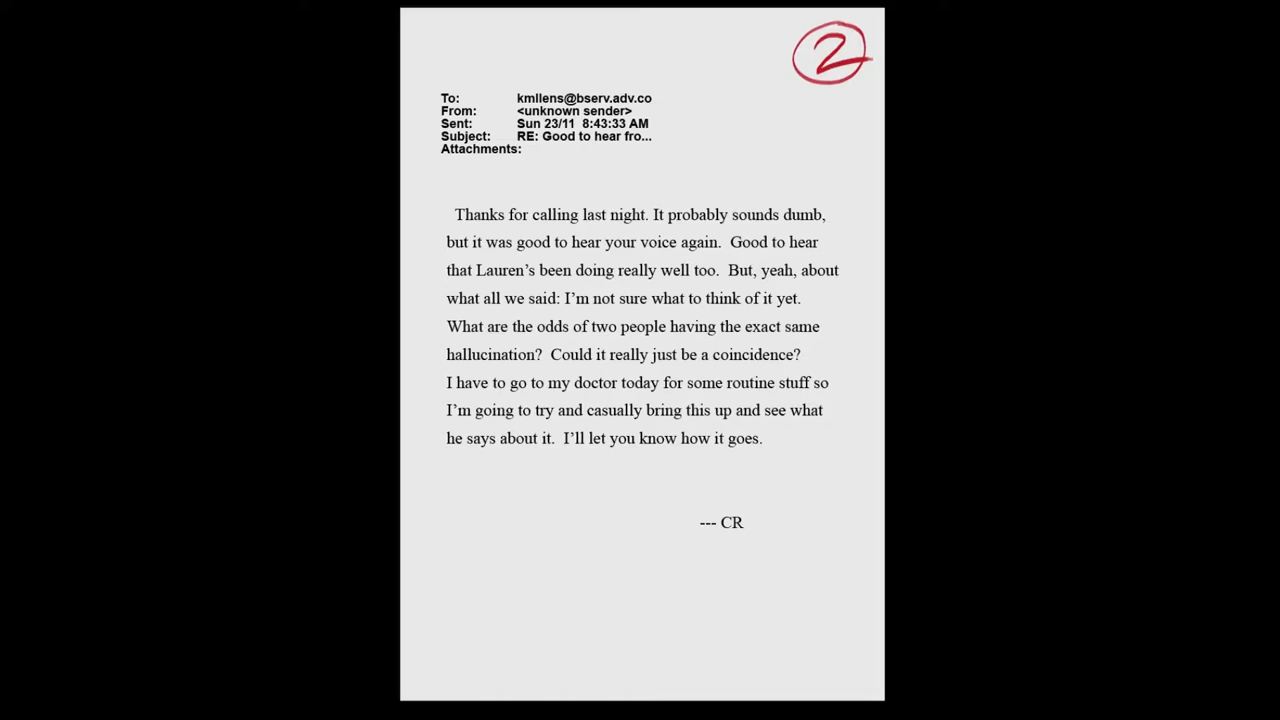 2
To: kmllens@bserv.adv.co
From: <unknown sender>
Sent: Sun 23/11 8:43:33 AM
Subject: RE: Good to hear fro...
Attachments:
Thanks for calling last night. It probably sounds dumb,
but it was good to hear your voice again. Good to hear
that Lauren’s been doing really well too. But, yeah, about
what all we said: I’m not sure what to think of it yet.
What are the odds of two people having the exact same
hallucination? Could it really just be a coincidence?
I have to go to my doctor today for some routine stuff so
I’m going to try and casually bring this up and see what
he says about it. I’ll let you know how it goes.
--- CR